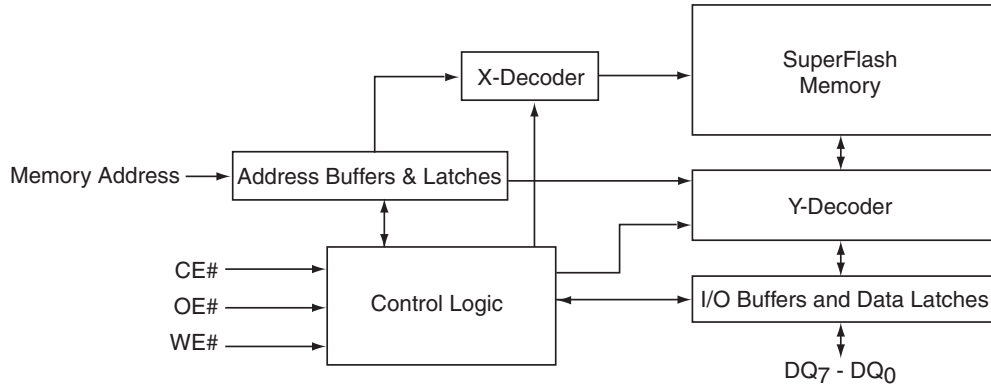 SuperFlash
Memory
X-Decoder
Memory Address
Address Buffers & Latches
Y-Decoder
CE#
OE#
WE#
Control Logic
I/O Buffers and Data Latches
DQ7 - DQ0